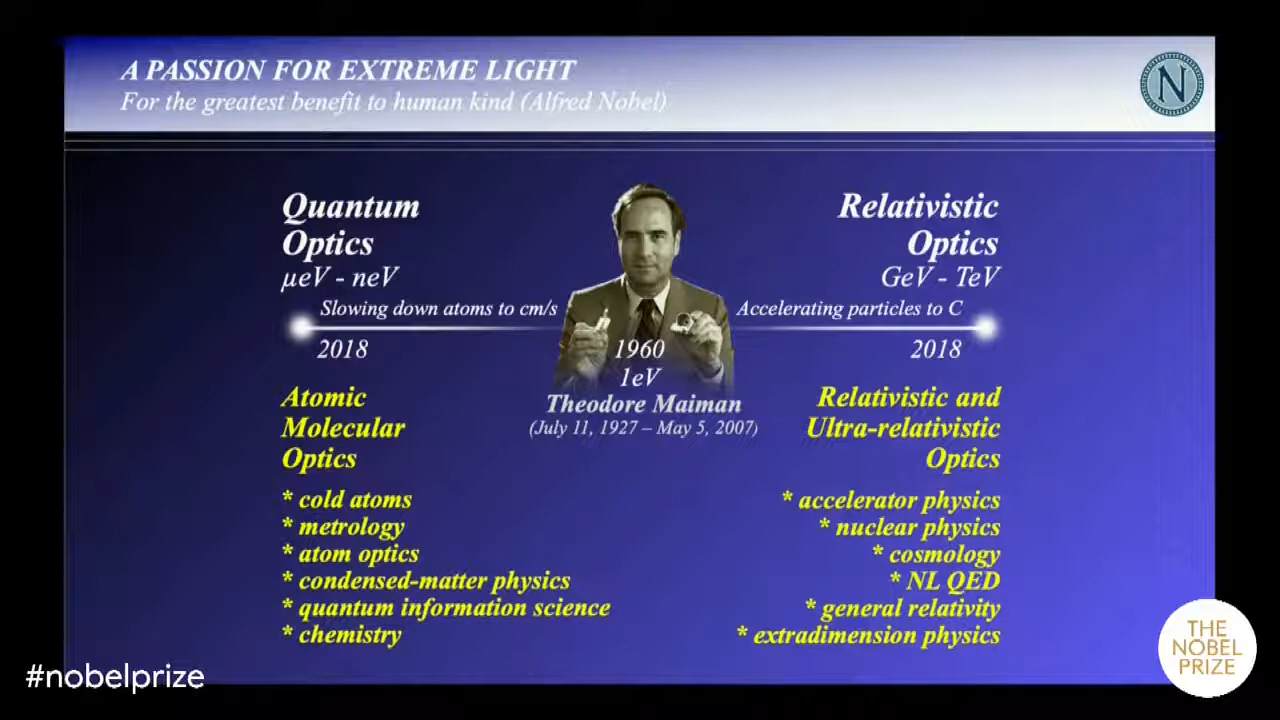 A PASSION FOR EXTREME LIGHT
For the greatest benefit to human kind (Alfred Nobel)
N
Quantum
Optics
µeV - neV
Slowing down atoms to cm/s
2018
Atomic
Molecular
Optics
* cold atoms
* metrology
* atom optics
* condensed-matter physics
* quantum information science
* chemistry
1960
1eV
Theodore Maiman
(July 11, 1927 – May 5, 2007)
Relativistic
Optics
GeV - TeV
Accelerating particles to C
2018
Relativistic and
Ultra-relativistic
Optics
* accelerator physics
* nuclear physics
* cosmology
* NL QED
* general relativity
* extradimension physics
#nobelprize
THE
NOBEL
PRIZE